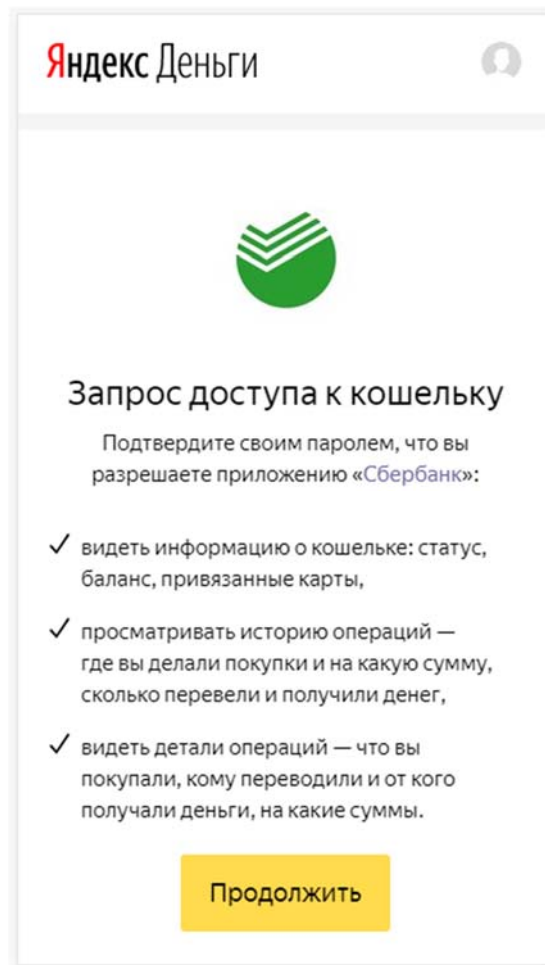 Яндекс Деньги
Запрос доступа к кошельку
Подтвердите своим паролем, что вы
разрешаете приложению «Сбербанк»:
видеть информацию о кошельке: статус,
баланс, привязанные карты,
просматривать историю операций —
где вы делали покупки и на какую сумму,
сколько перевели и получили денег,
видеть детали операций — что вы
покупали, кому переводили и от кого
получали деньги, на какие суммы.
Продолжить